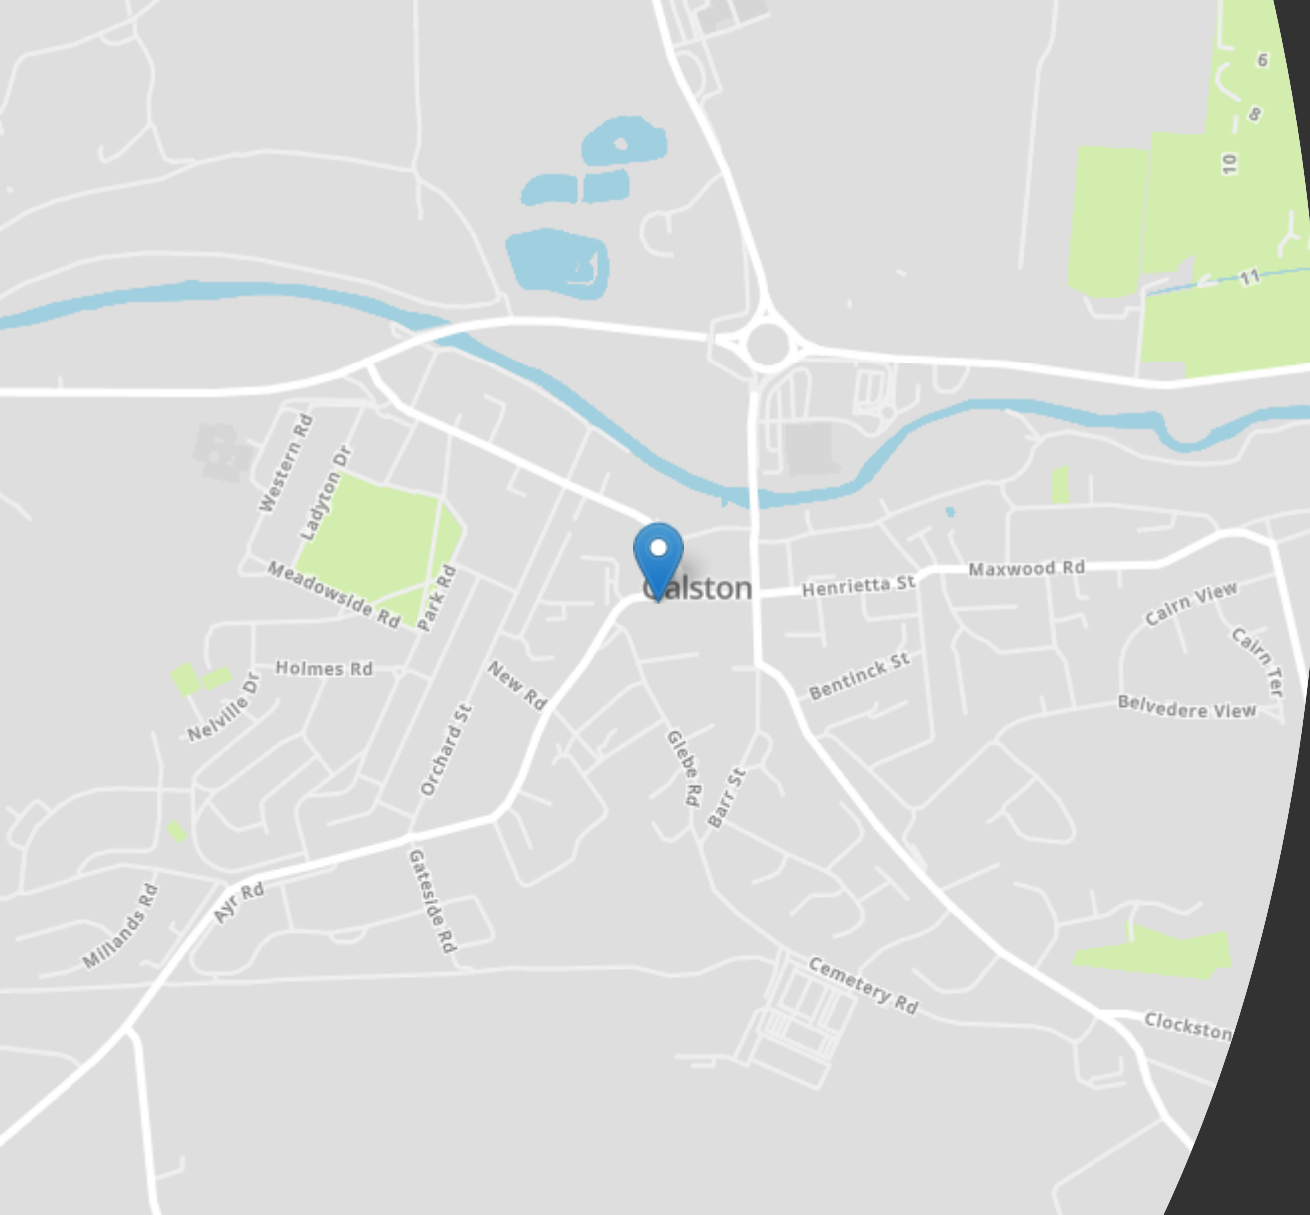 6
8
10
11
Western Rd
Ladyton Dr
Meadowside Rd
Park Rd
Galston
Henrietta St
Maxwood Rd
Cairn View
Cairn Ter
Holmes Rd
Nelville Dr
New Rd
Bentinck St
Belvedere View
Orchard St
Glebe Rd
Barr St
Gateside Rd
Ayr Rd
Millands Rd
Cemetery Rd
Clockston